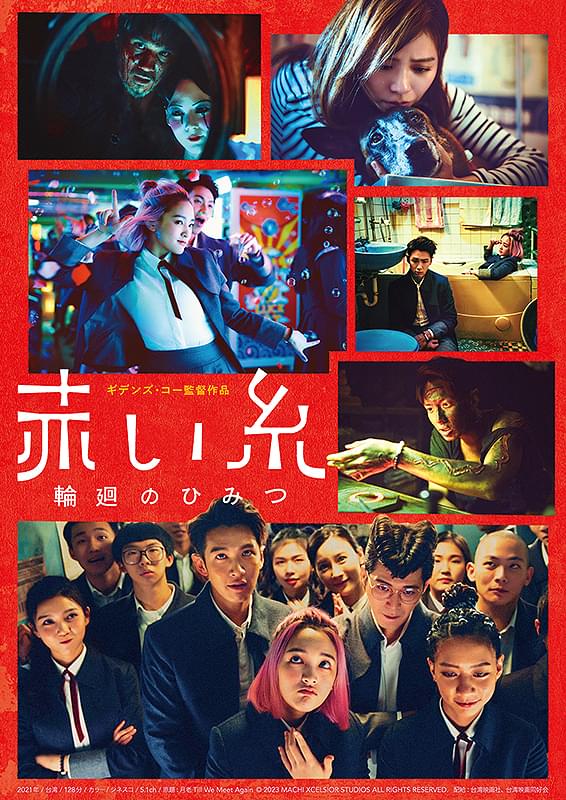 ギデンズ・コー監督作品
赤い糸
輪廻のひみつ
2021年 / 台湾 / 128分 / カラー / シネスコ / 5.1ch / 原題：月老 Till We Meet Again © 2023 MACHI XCELSIOR STUDIOS ALL RIGHTS RESERVED. 配給：台湾映画社、台湾映画同好会